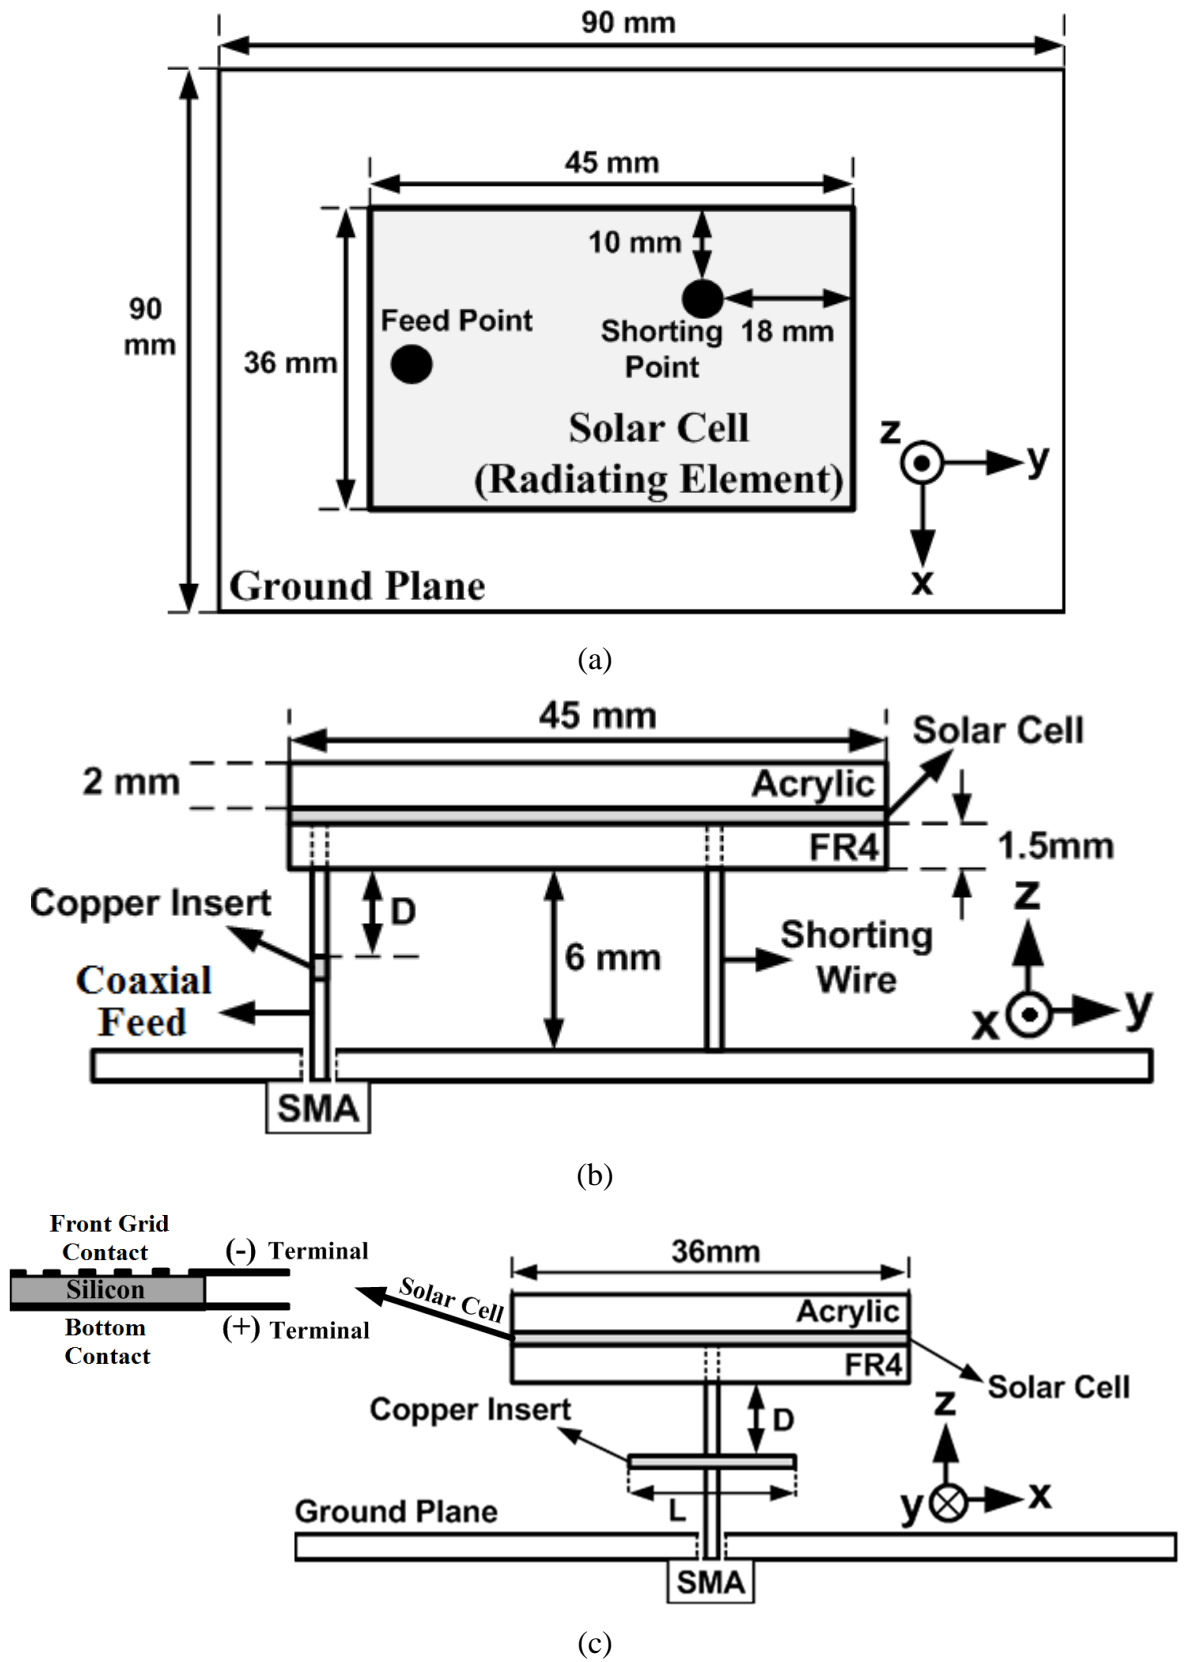 90 mm
45 mm
10 mm
90
mm
Feed Point
Shorting
Point
18 mm
36 mm
Solar Cell
(Radiating Element)
z
y
x
Ground Plane
(a)
45 mm
Solar Cell
2 mm
Acrylic
FR4
1.5mm
Copper Insert
D
z
6 mm
Shorting
Wire
Coaxial
Feed
x
y
SMA
(b)
Front Grid
Contact
(-) Terminal
Silicon
(+) Terminal
Bottom
Contact
36mm
Solar Cell
Acrylic
FR4
Solar Cell
Copper Insert
D
z
y
x
L
Ground Plane
SMA
(c)